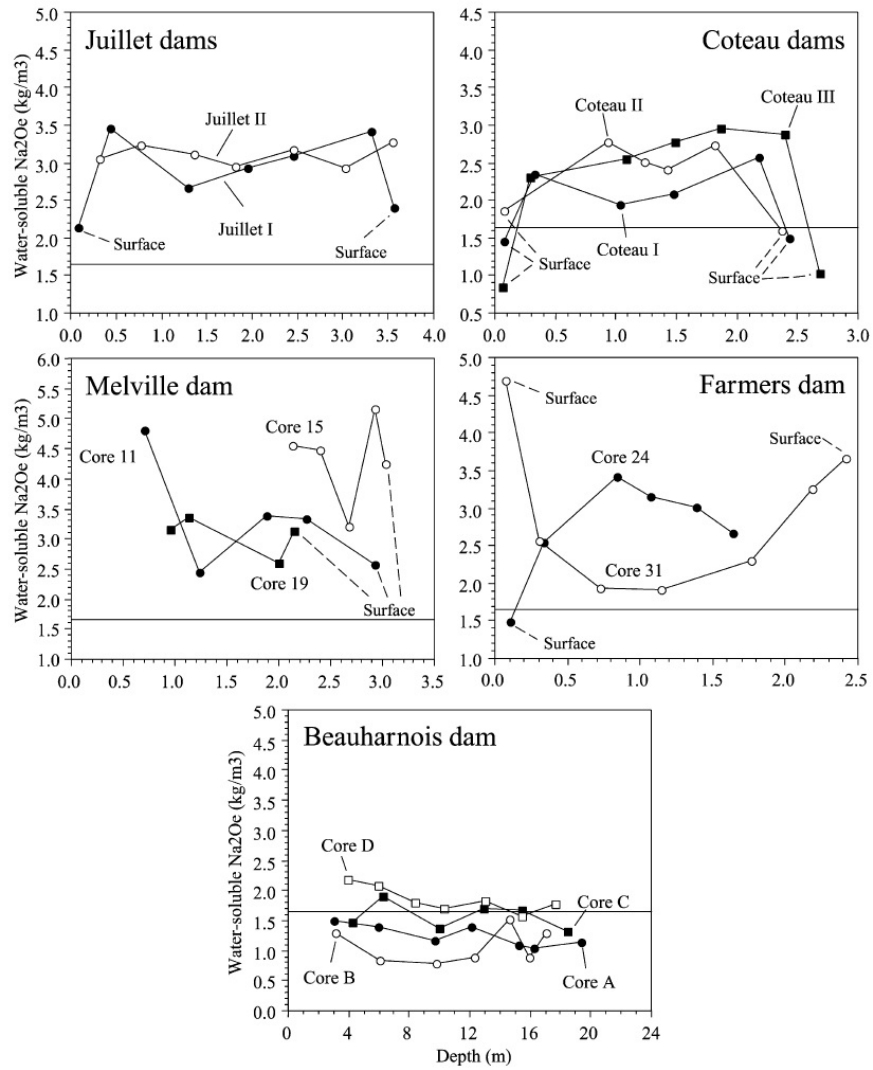 Juillet dams
Water-soluble Na2Oe (kg/m3)
5.0
4.5
4.0
3.5
3.0
2.5
2.0
1.5
1.0
Juillet II
Juillet I
Surface
Surface
0.0 0.5 1.0 1.5 2.0 2.5 3.0 3.5 4.0
Coteau dams
4.5
4.0
3.5
3.0
2.5
2.0
1.5
1.0
0.5
Coteau II
Coteau III
Coteau I
Surface
Surface
0.0 0.5 1.0 1.5 2.0 2.5 3.0
Melville dam
Water-soluble Na2Oe (kg/m3)
6.0
5.5
5.0
4.5
4.0
3.5
3.0
2.5
2.0
1.5
1.0
Core 15
Core 11
Core 19
Surface
0.0 0.5 1.0 1.5 2.0 2.5 3.0 3.5
Farmers dam
5.0
4.5
4.0
3.5
3.0
2.5
2.0
1.5
1.0
Surface
Surface
Core 24
Core 31
Surface
0.0 0.5 1.0 1.5 2.0 2.5
Beauharnois dam
Water-soluble Na2Oe (kg/m3)
5.0
4.5
4.0
3.5
3.0
2.5
2.0
1.5
1.0
0.5
0.0
Core D
Core C
Core B
Core A
0 4 8 12 16 20 24
Depth (m)